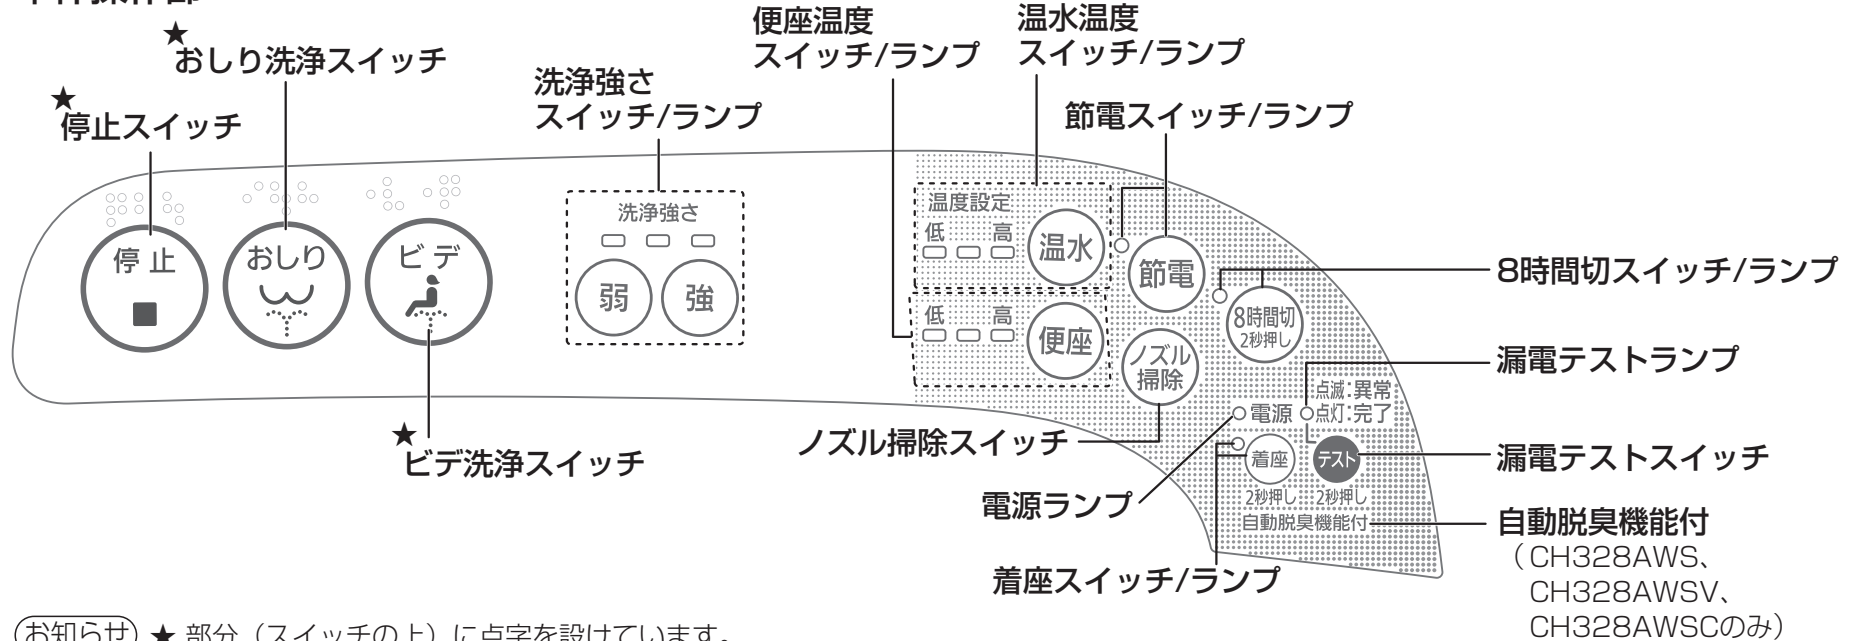 ★
おしり洗浄スイッチ
★
停止スイッチ
洗浄強さ
スイッチ/ランプ
便座温度
スイッチ/ランプ
温水温度
スイッチ/ランプ
節電スイッチ/ランプ
停止
おしり
ビデ
洗浄強さ
弱
強
温度設定
低 高
温水
節電
低 高
便座
8時間切
2秒押し
ノズル
掃除
点滅:異常
電源
点灯:完了
着座
テスト
2秒押し 2秒押し
自動脱臭機能付
8時間切スイッチ/ランプ
漏電テストランプ
漏電テストスイッチ
自動脱臭機能付
(CH328AWS、
CH328AWSV、
CH328AWSCのみ)
★
ビデ洗浄スイッチ
ノズル掃除スイッチ
電源ランプ
着座スイッチ/ランプ
お知らせ ★ 部分(スイッチの上)に点字を設けています。